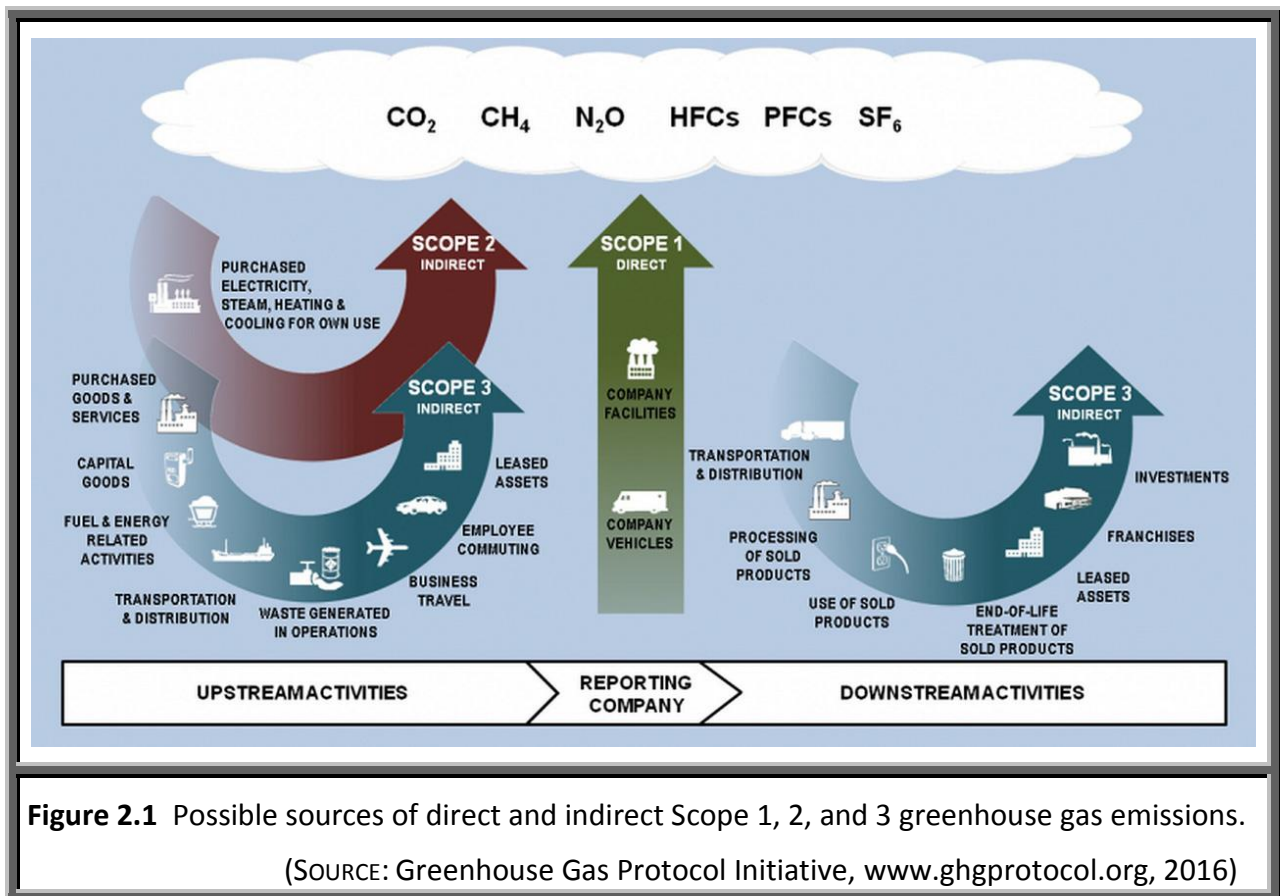 CO₂ CH₄ N₂O HFCs PFCs SF₆
SCOPE 2
INDIRECT
PURCHASED
ELECTRICITY,
STEAM, HEATING &
COOLING FOR OWN USE
SCOPE 1
DIRECT
COMPANY
FACILITIES
COMPANY
VEHICLES
SCOPE 3
INDIRECT
PURCHASED
GOODS &
SERVICES
CAPITAL
GOODS
FUEL & ENERGY
RELATED
ACTIVITIES
TRANSPORTATION
& DISTRIBUTION
WASTE GENERATED
IN OPERATIONS
BUSINESS
TRAVEL
EMPLOYEE
COMMUTING
LEASED
ASSETS
SCOPE 3
INDIRECT
TRANSPORTATION
& DISTRIBUTION
PROCESSING
OF SOLD
PRODUCTS
USE OF SOLD
PRODUCTS
END-OF-LIFE
TREATMENT OF
SOLD PRODUCTS
LEASED
ASSETS
FRANCHISES
INVESTMENTS
UPSTREAM ACTIVITIES
REPORTING
COMPANY
DOWNSTREAM ACTIVITIES
Figure 2.1 Possible sources of direct and indirect Scope 1, 2, and 3 greenhouse gas emissions.
(SOURCE: Greenhouse Gas Protocol Initiative, www.ghgprotocol.org, 2016)